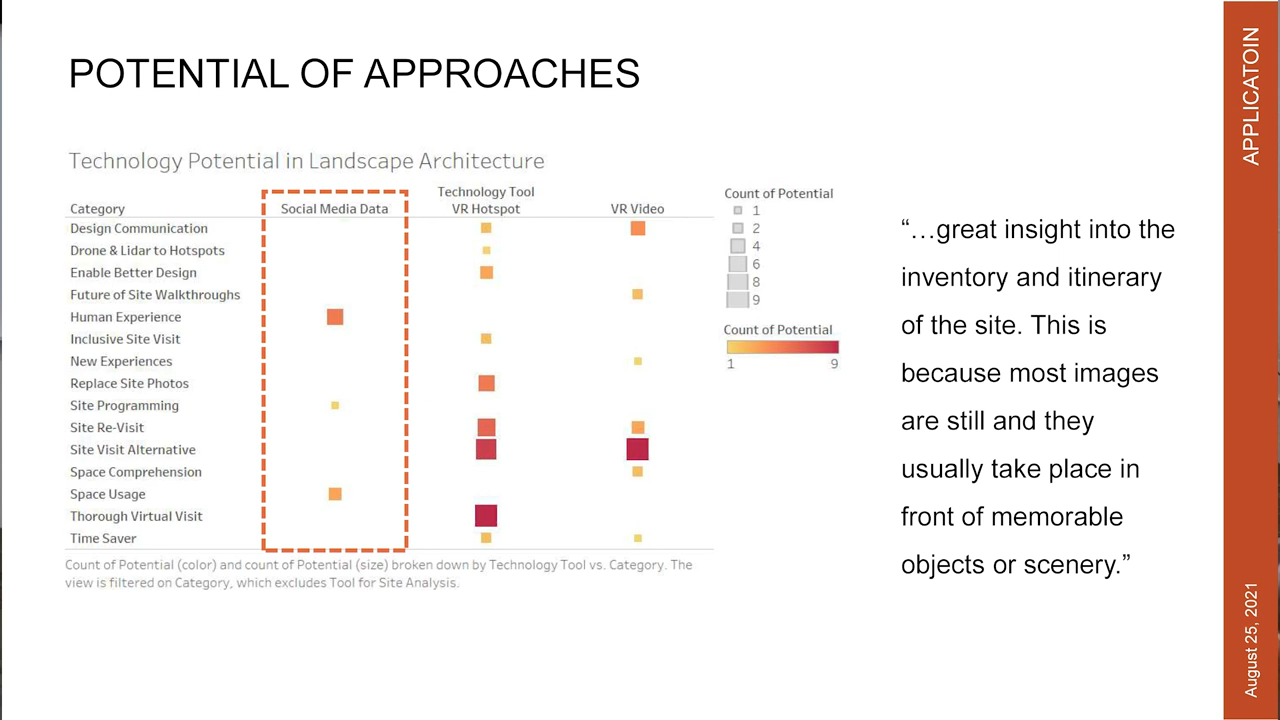 POTENTIAL OF APPROACHES
Technology Potential in Landscape Architecture
Technology Tool
Category Social Media Data VR Hotspot VR Video
Design Communication
Drone & Lidar to Hotspots
Enable Better Design
Future of Site Walkthroughs
Human Experience
Inclusive Site Visit
New Experiences
Replace Site Photos
Site Programming
Site Re-Visit
Site Visit Alternative
Space Comprehension
Space Usage
Thorough Virtual Visit
Time Saver
Count of Potential (color) and count of Potential (size) broken down by Technology Tool vs. Category. The
view is filtered on Category, which excludes Tool for Site Analysis.
Count of Potential
1
2
4
6
8
9
Count of Potential
1 9
“…great insight into the
inventory and itinerary
of the site. This is
because most images
are still and they
usually take place in
front of memorable
objects or scenery.”
APPLICATOIN
August 25, 2021